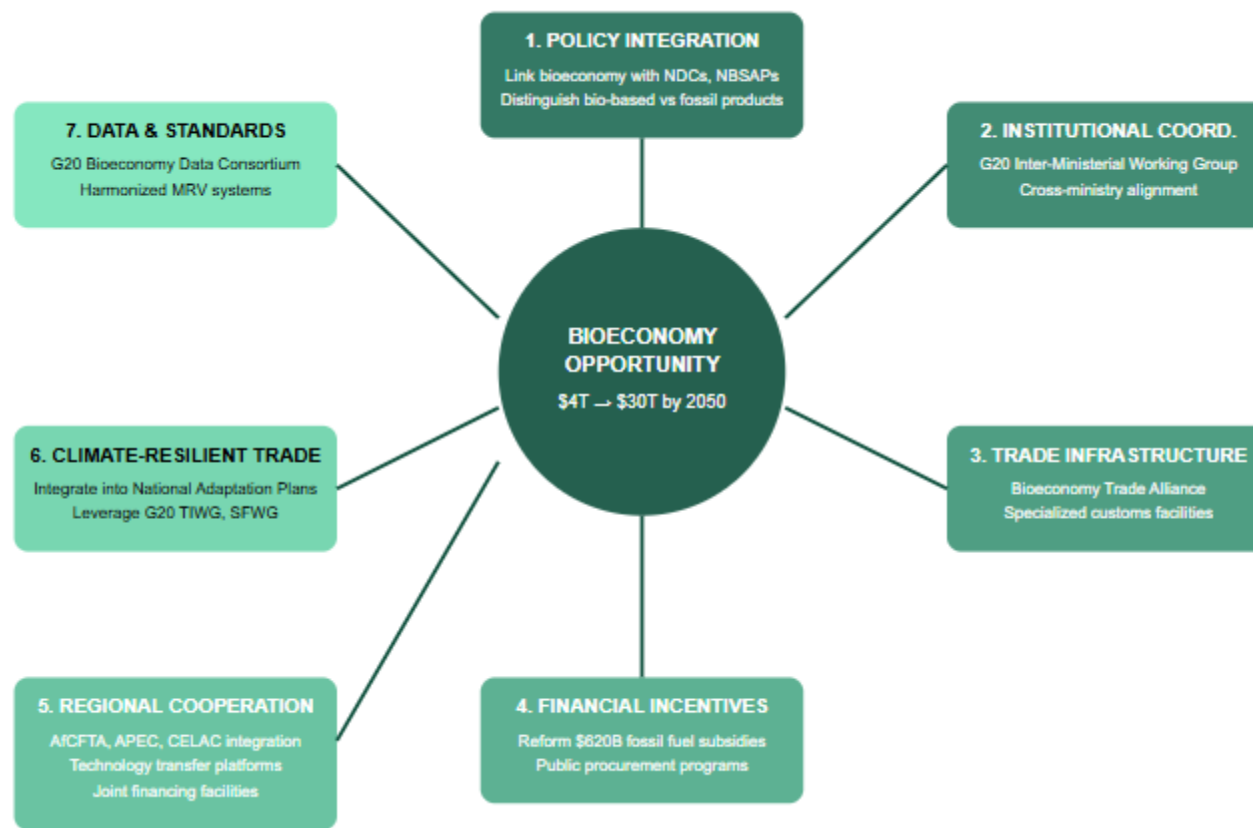 1. POLICY INTEGRATION
Link bioeconomy with NDCs, NBSAPs
Distinguish bio-based vs fossil products
7. DATA & STANDARDS
G20 Bioeconomy Data Consortium
Harmonized MRV systems
2. INSTITUTIONAL COORD.
G20 Inter-Ministerial Working Group
Cross-ministry alignment
BIOECONOMY
OPPORTUNITY
$4T → $30T by 2050
6. CLIMATE-RESILIENT TRADE
Integrate into National Adaptation Plans
Leverage G20 TIWG, SFWG
3. TRADE INFRASTRUCTURE
Bioeconomy Trade Alliance
Specialized customs facilities
5. REGIONAL COOPERATION
AfCFTA, APEC, CELAC integration
Technology transfer platforms
Joint financing facilities
4. FINANCIAL INCENTIVES
Reform $620B fossil fuel subsidies
Public procurement programs